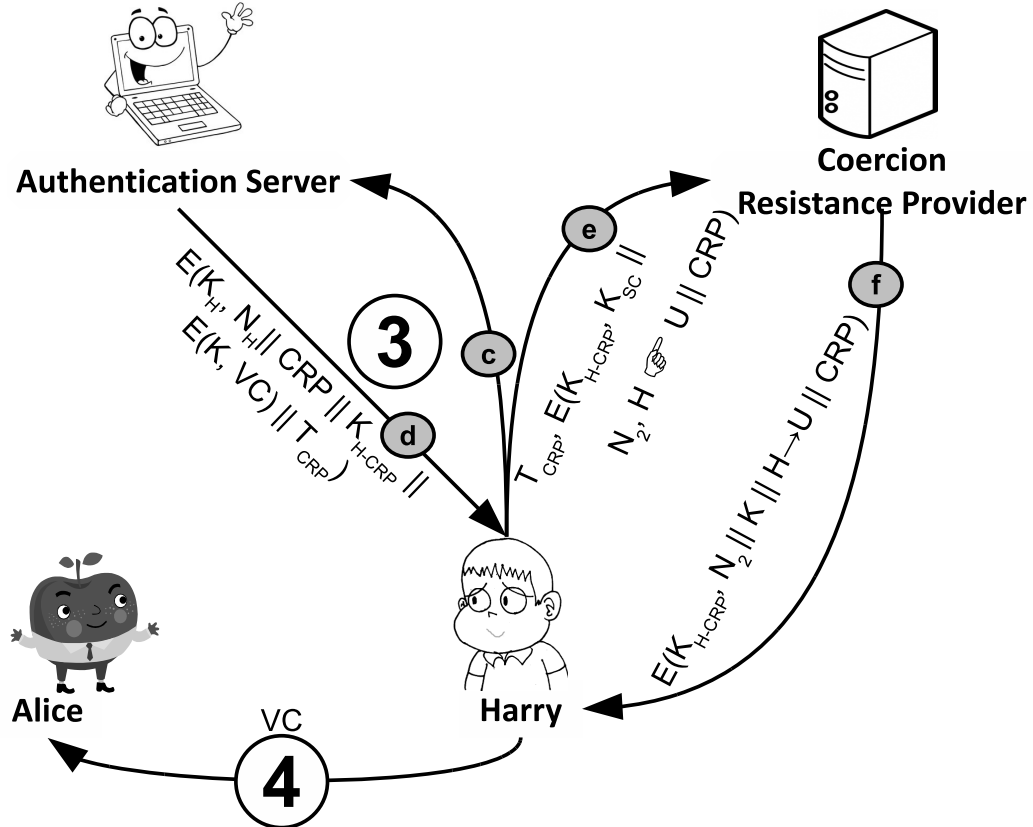 Authentication Server
Coercion
Resistance Provider
E(K_H, N_H || CRP || K_H-CRP ||
E(K, VC) || T_CRP)
3
c
d
e
f
T_CRP, E(K_H-CRP, K_SC ||
N_2, H ☜ U || CRP)
E(K_H-CRP, N_2 || K || H→U || CRP)
Alice
Harry
VC
4